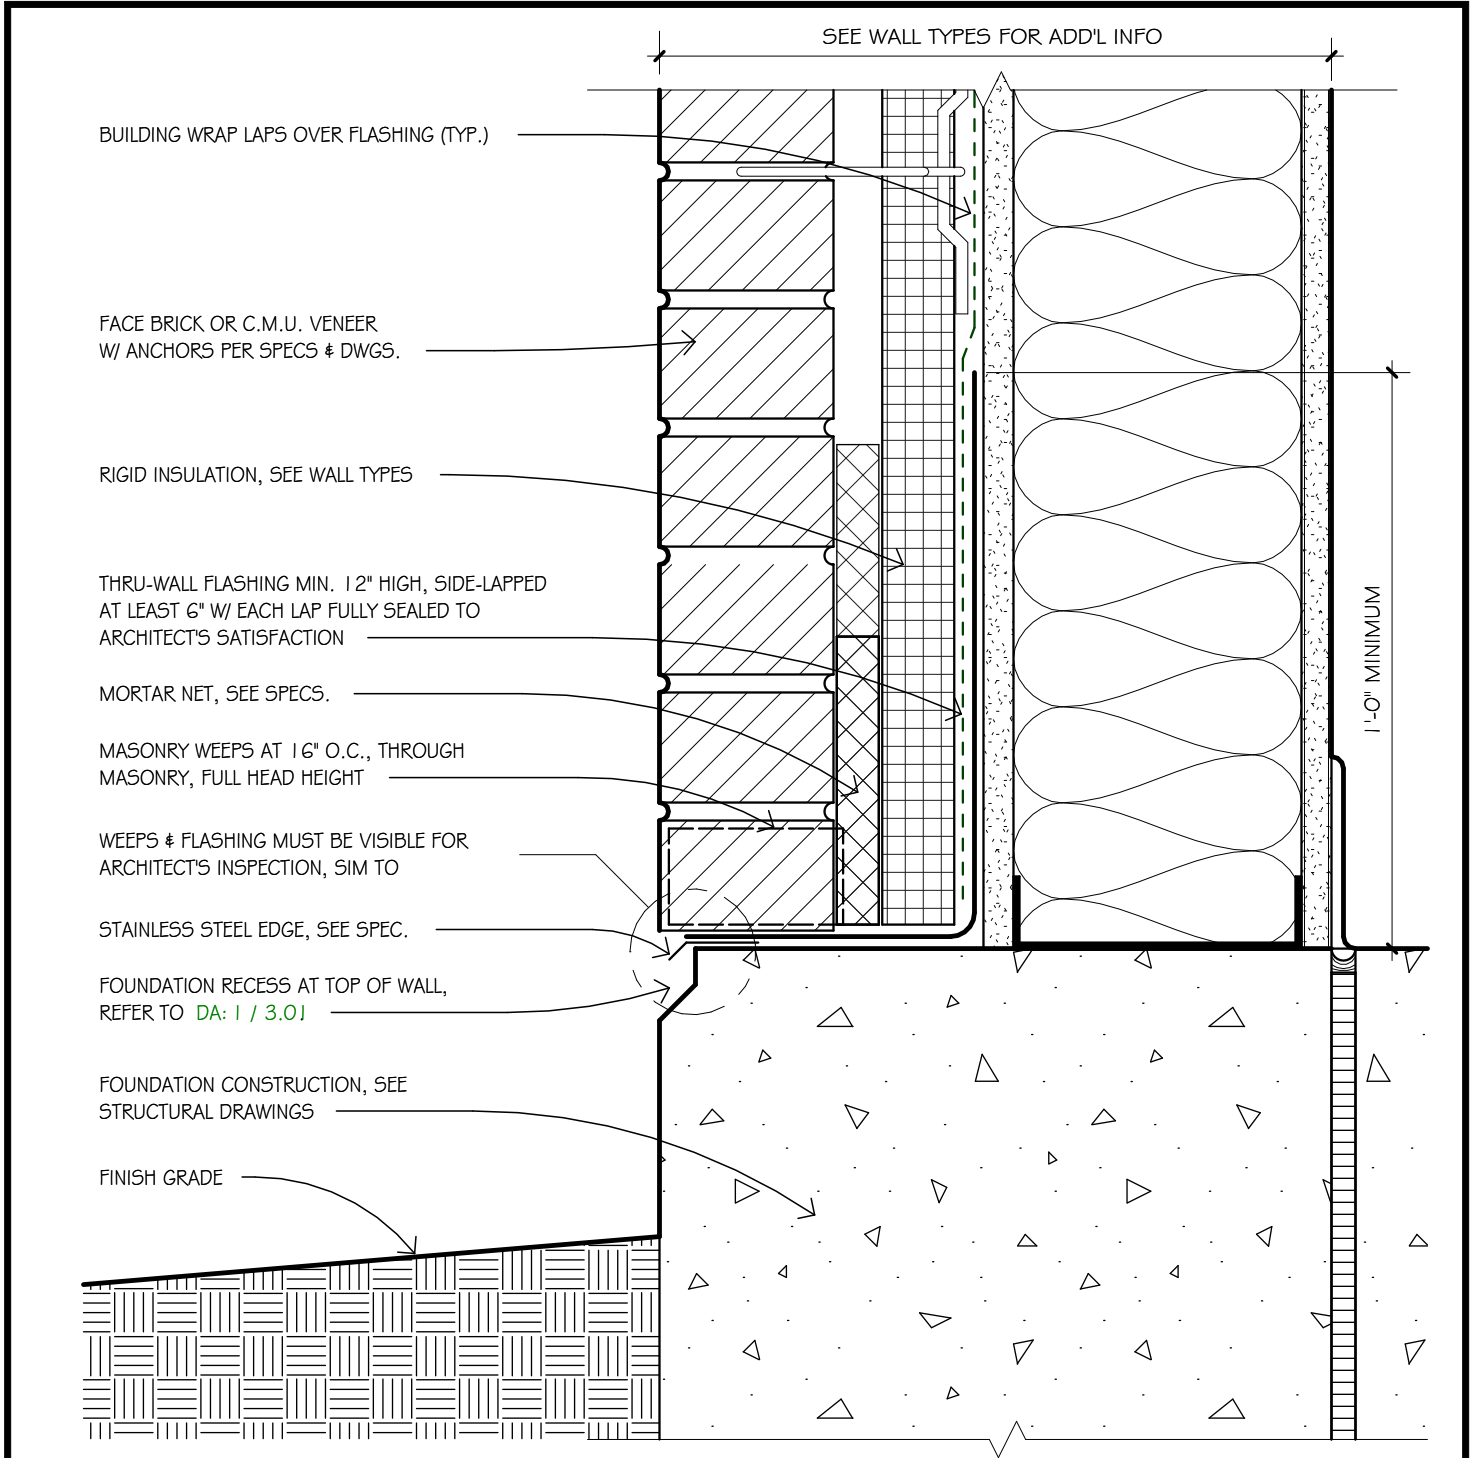 SEE WALL TYPES FOR ADD'L INFO
BUILDING WRAP LAPS OVER FLASHING (TYP.)
FACE BRICK OR C.M.U. VENEER
W/ ANCHORS PER SPECS & DWGS.
RIGID INSULATION, SEE WALL TYPES
THRU-WALL FLASHING MIN. 12" HIGH, SIDE-LAPPED
AT LEAST 6" W/ EACH LAP FULLY SEALED TO
ARCHITECT'S SATISFACTION
1'-0" MINIMUM
MORTAR NET, SEE SPECS.
MASONRY WEEPS AT 16" O.C., THROUGH
MASONRY, FULL HEAD HEIGHT
WEEPS & FLASHING MUST BE VISIBLE FOR
ARCHITECT'S INSPECTION, SIM TO
STAINLESS STEEL EDGE, SEE SPEC.
FOUNDATION RECESS AT TOP OF WALL,
REFER TO DA: 1 / 3.01
FOUNDATION CONSTRUCTION, SEE
STRUCTURAL DRAWINGS
FINISH GRADE